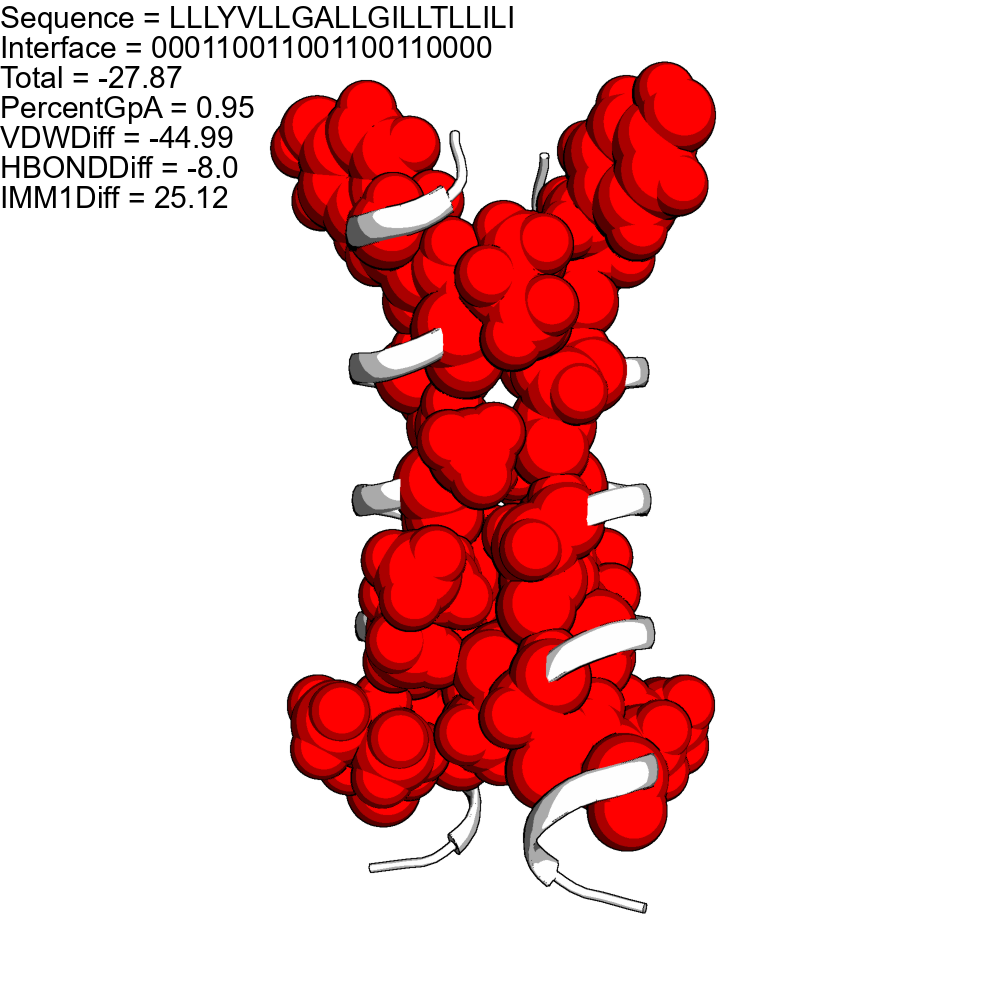 Sequence = LLLYVLLGALLGILLTLLILI
Interface = 000110011001100110000
Total = -27.87
PercentGpA = 0.95
VDWDiff = -44.99
HBONDDiff = -8.0
IMM1Diff = 25.12